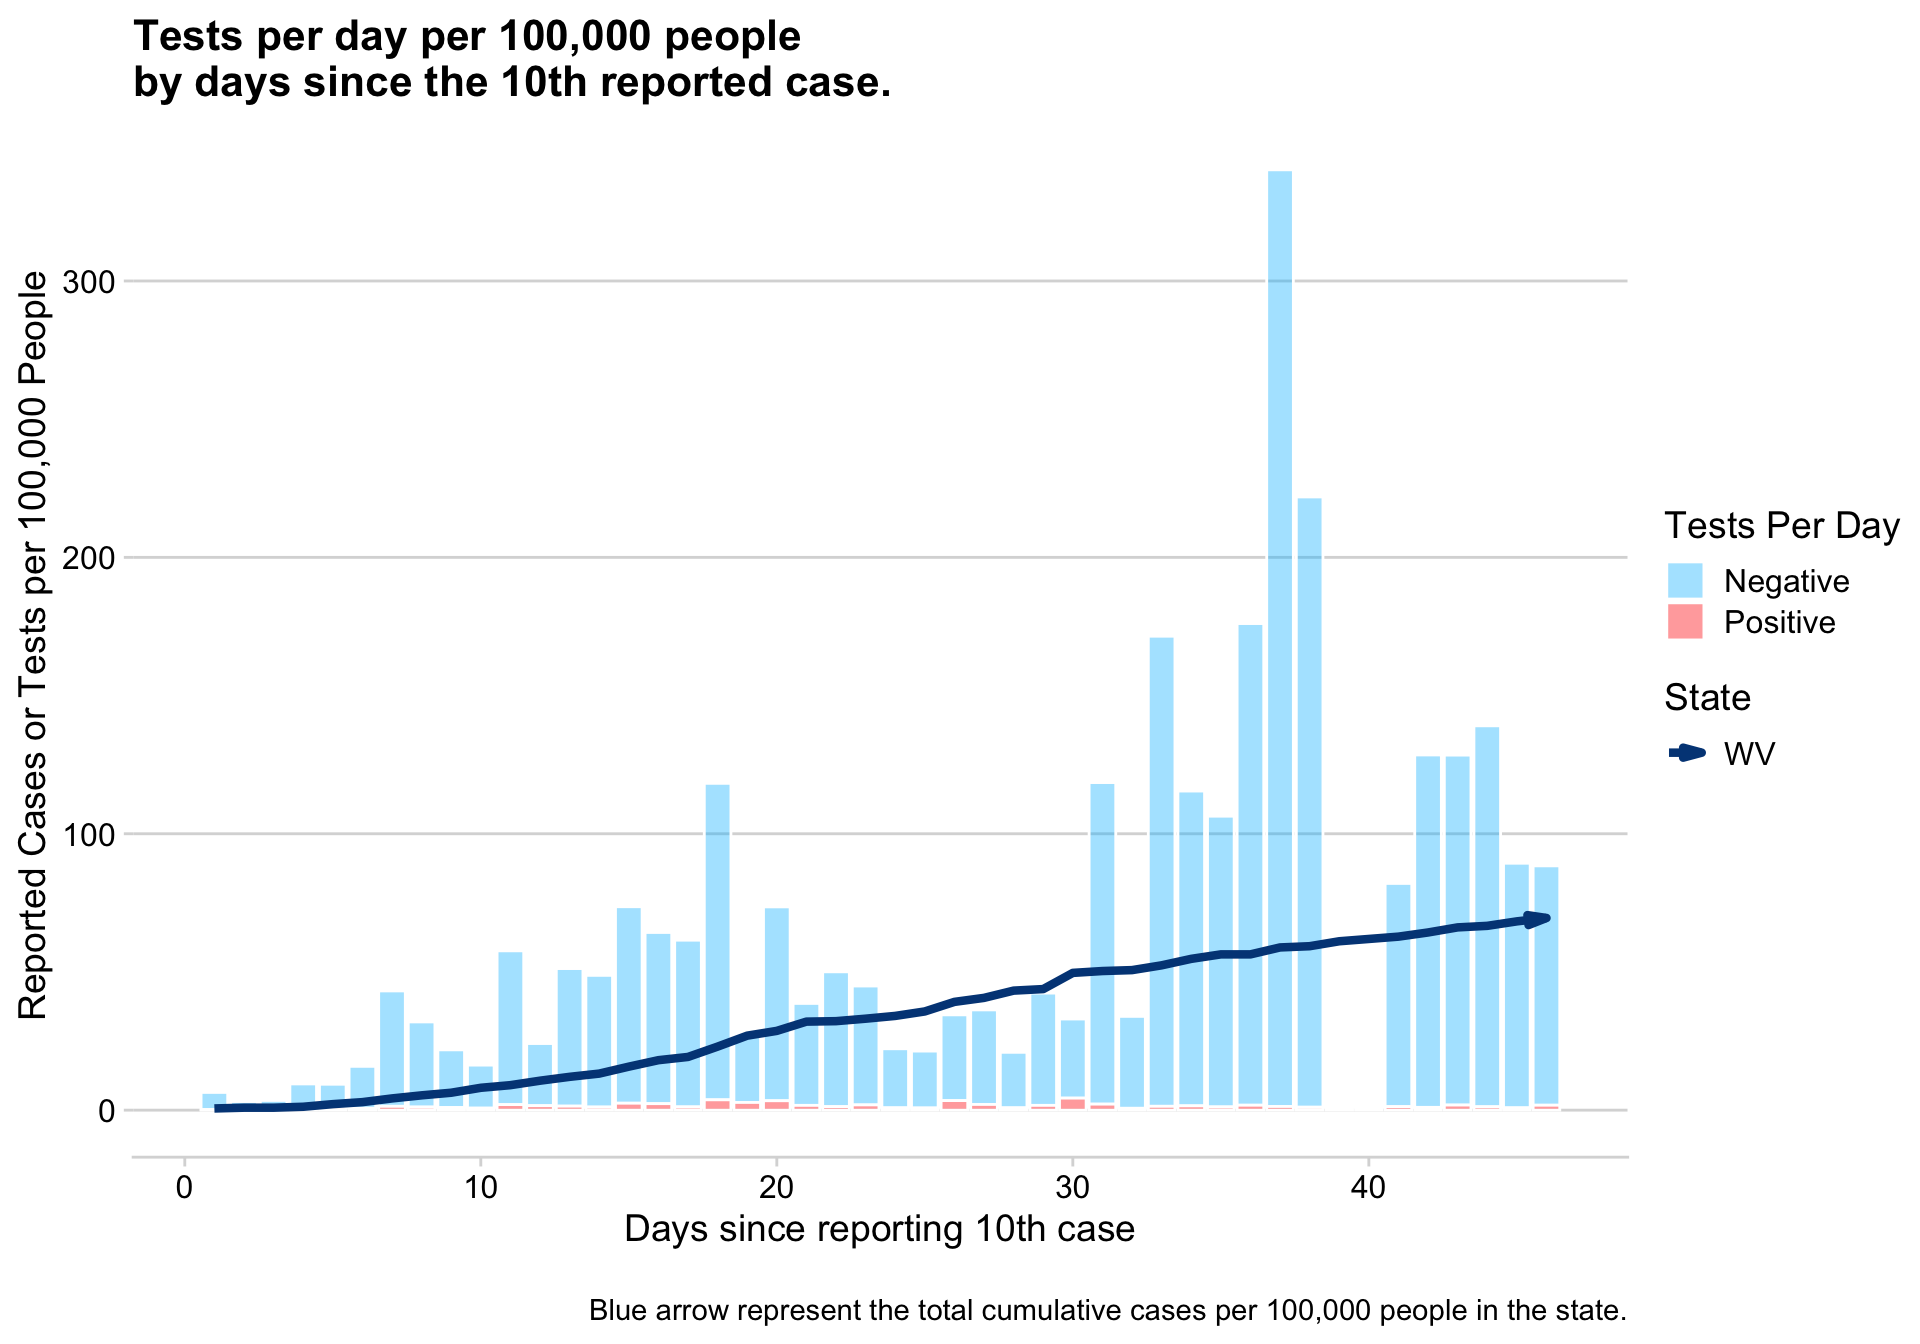 Tests per day per 100,000 people
by days since the 10th reported case.
Reported Cases or Tests per 100,000 People
300
200
100
0
0
10
20
30
40
Days since reporting 10th case
Tests Per Day
Negative
Positive
State
WV
Blue arrow represent the total cumulative cases per 100,000 people in the state.